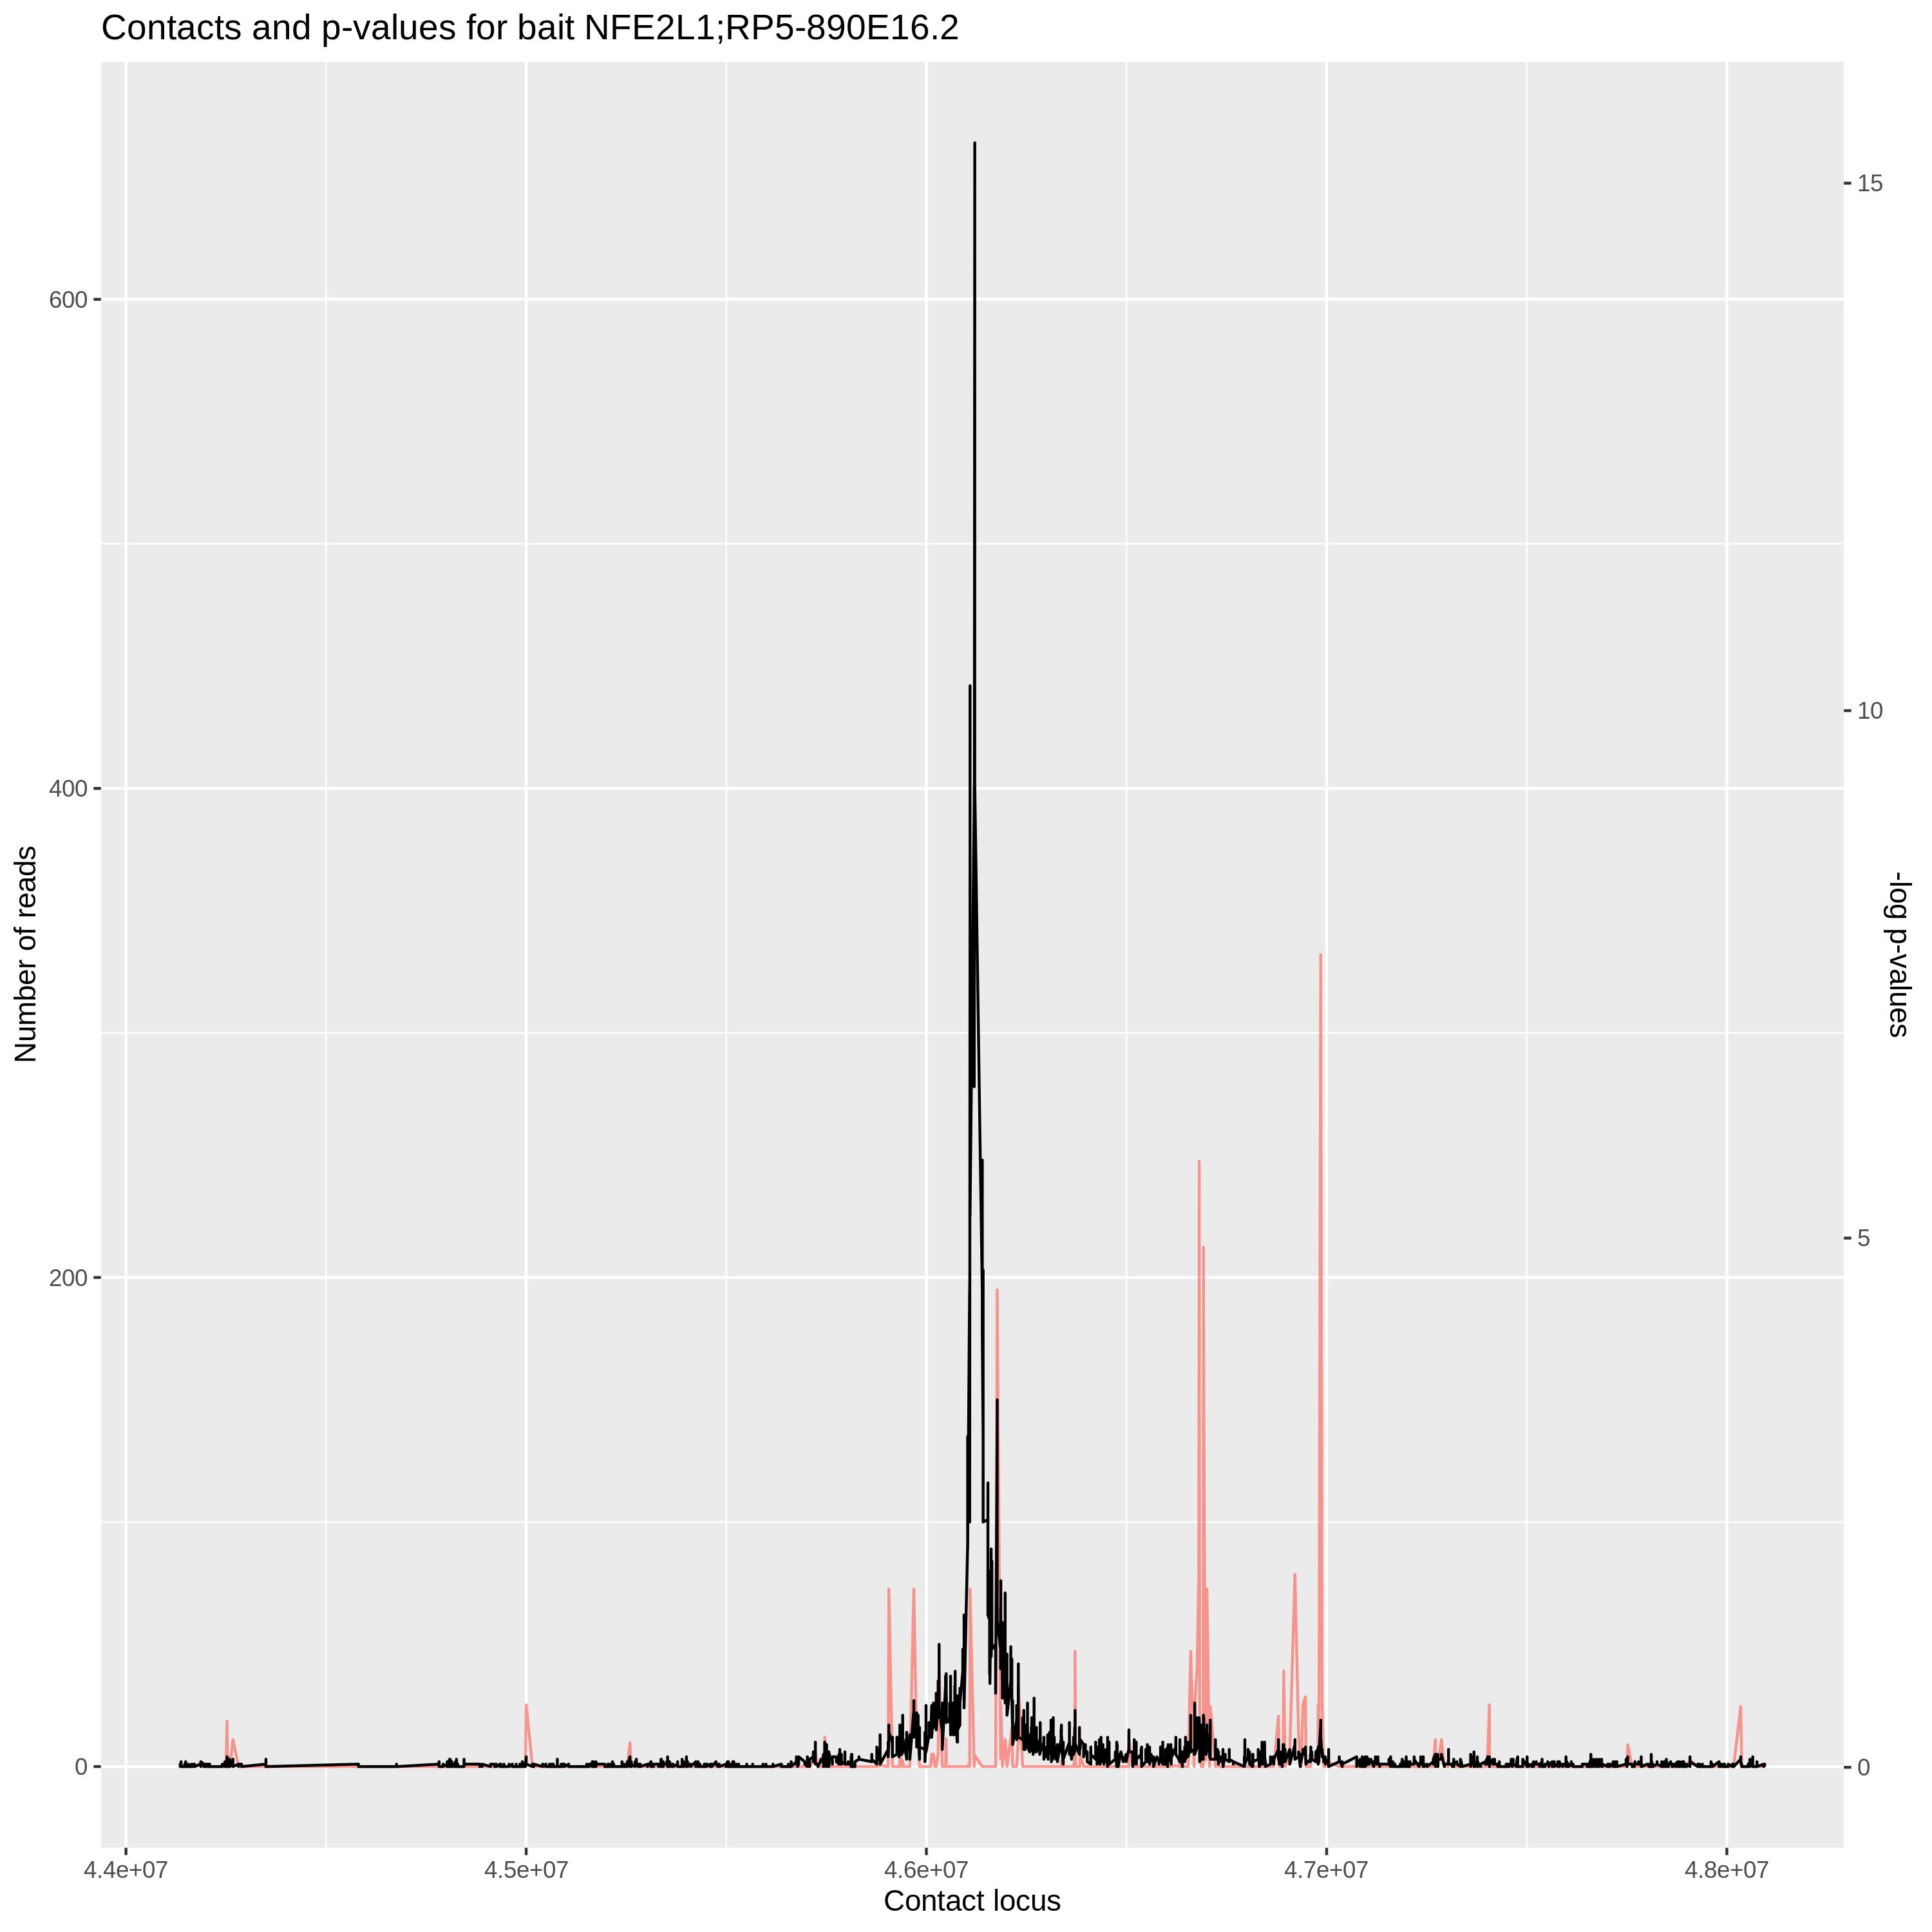 Contacts and p-values for bait NFE2L1;RP5-890E16.2
15
600
10
400
Number of reads
-log p-values
5
200
0
0
4.4e+07
4.5e+07
4.6e+07
4.7e+07
4.8e+07
Contact locus